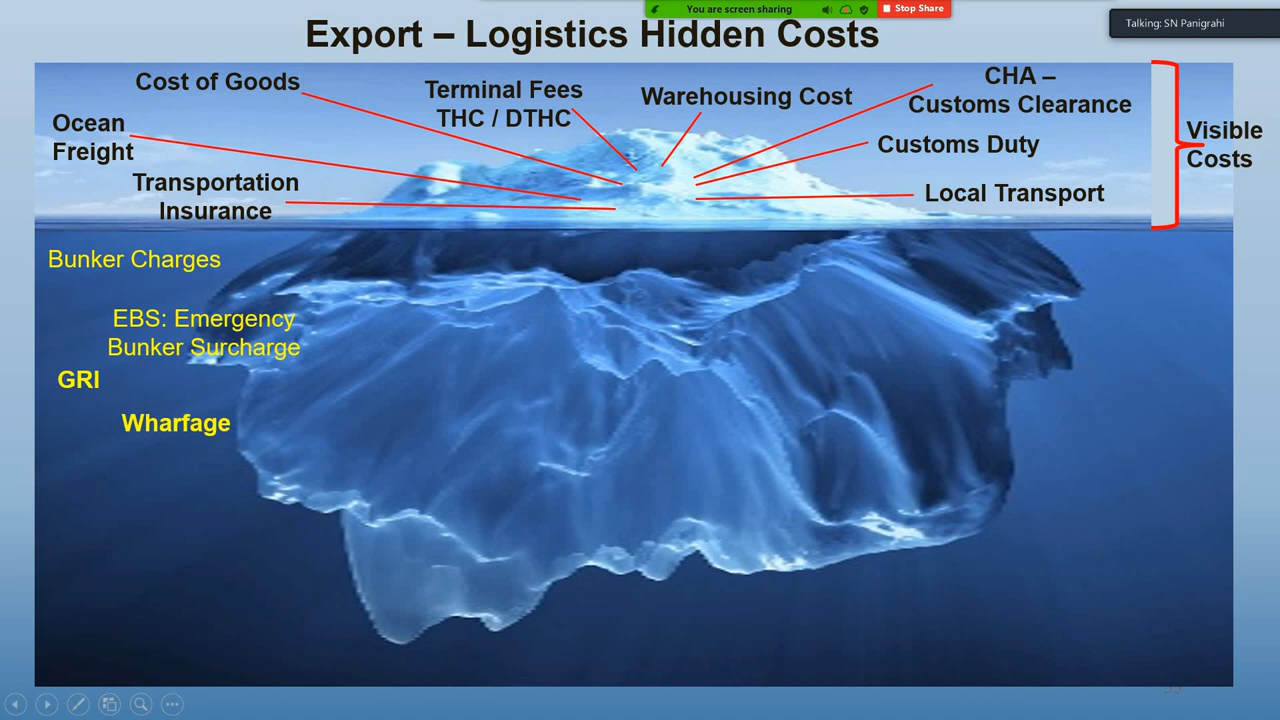 You are screen sharing
Stop Share
Talking: SN Panigrahi
Export – Logistics Hidden Costs
Cost of Goods
Terminal Fees
THC / DTHC
Warehousing Cost
CHA –
Customs Clearance
Ocean
Freight
Customs Duty
Visible
Costs
Transportation
Insurance
Local Transport
Bunker Charges
EBS: Emergency
Bunker Surcharge
GRI
Wharfage